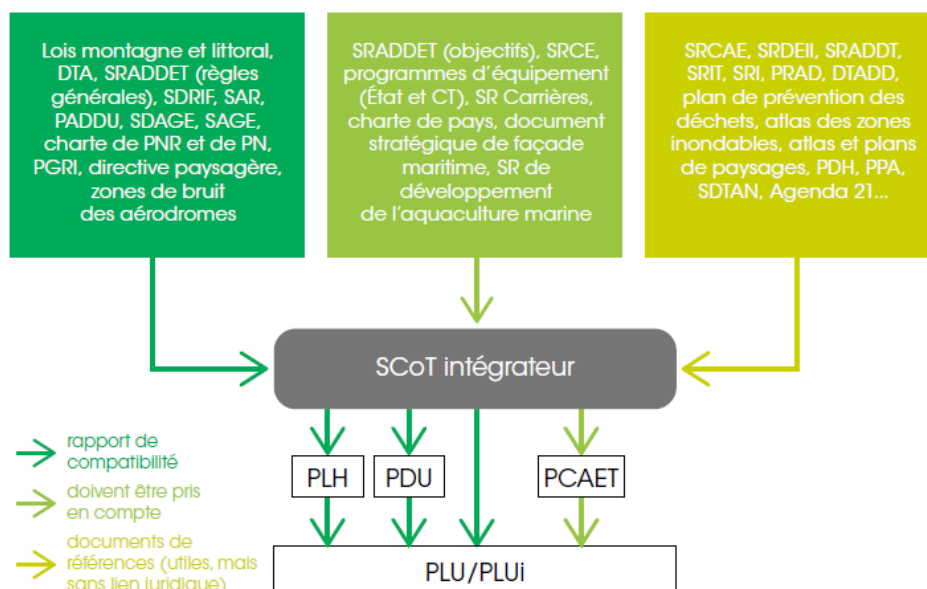 Lois montagne et littoral,
DTA, SRADDET (règles
générales), SDRIF, SAR,
PADDU, SDAGE, SAGE,
charte de PNR et de PN,
PGRI, directive paysagère,
zones de bruit
des aérodromes
SRADDET (objectifs), SRCE,
programmes d'équipement
(État et CT), SR Carrières,
charte de pays, document
stratégique de façade
maritime, SR de
développement
de l'aquaculture marine
SRCAE, SRDEII, SRADDT,
SRIT, SRI, PRAD, DTADD,
plan de prévention des
déchets, atlas des zones
inondables, atlas et plans
de paysages, PDH, PPA,
SDTAN, Agenda 21...
SCoT intégrateur
rapport de
compatibilité
doivent être pris
en compte
documents de
références (utiles, mais
sans lien juridique)
PLH
PDU
PCAET
PLU/PLUi